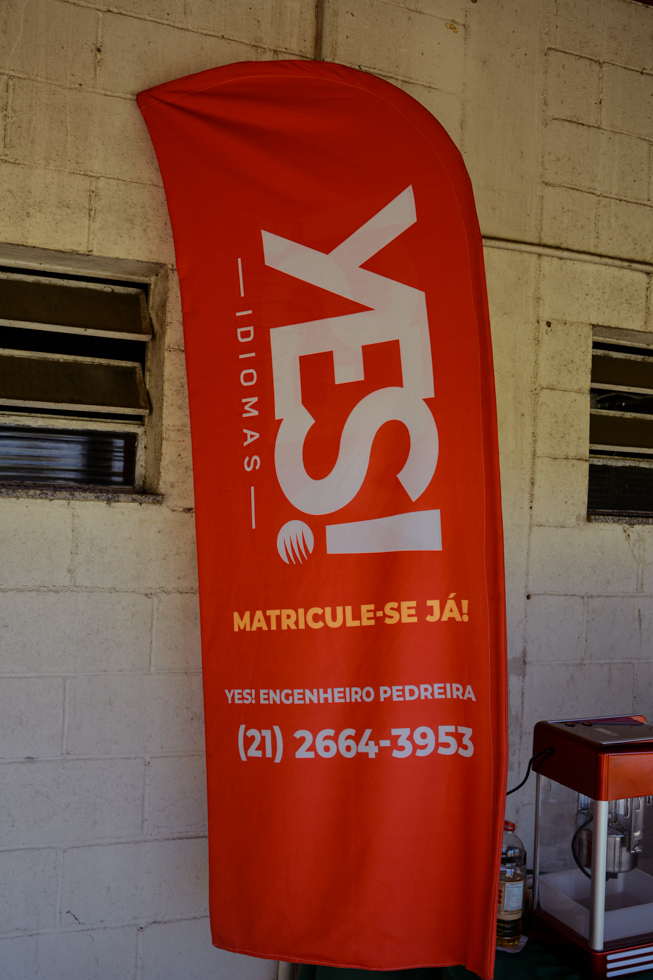 YES!
— IDIOMAS —
MATRICULE-SE JÁ!
YES! ENGENHEIRO PEDREIRA
(21) 2664-3953